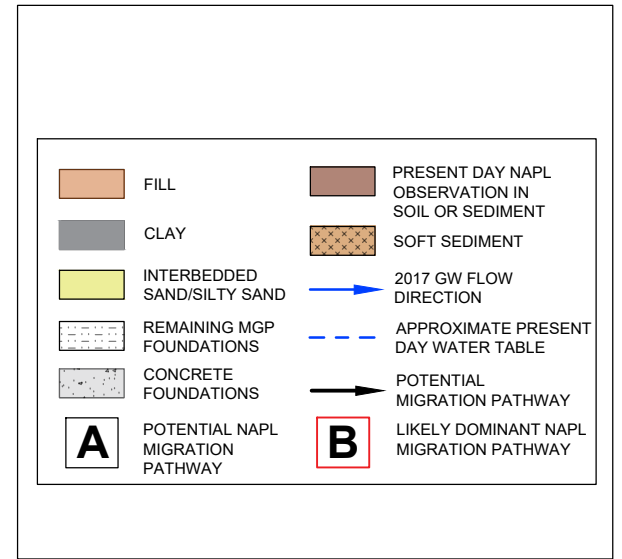 FILL
CLAY
INTERBEDDED
SAND/SILTY SAND
REMAINING MGP
FOUNDATIONS
CONCRETE
FOUNDATIONS
A
POTENTIAL NAPL
MIGRATION
PATHWAY
PRESENT DAY NAPL
OBSERVATION IN
SOIL OR SEDIMENT
SOFT SEDIMENT
2017 GW FLOW
DIRECTION
APPROXIMATE PRESENT
DAY WATER TABLE
POTENTIAL
MIGRATION PATHWAY
B
LIKELY DOMINANT NAPL
MIGRATION PATHWAY